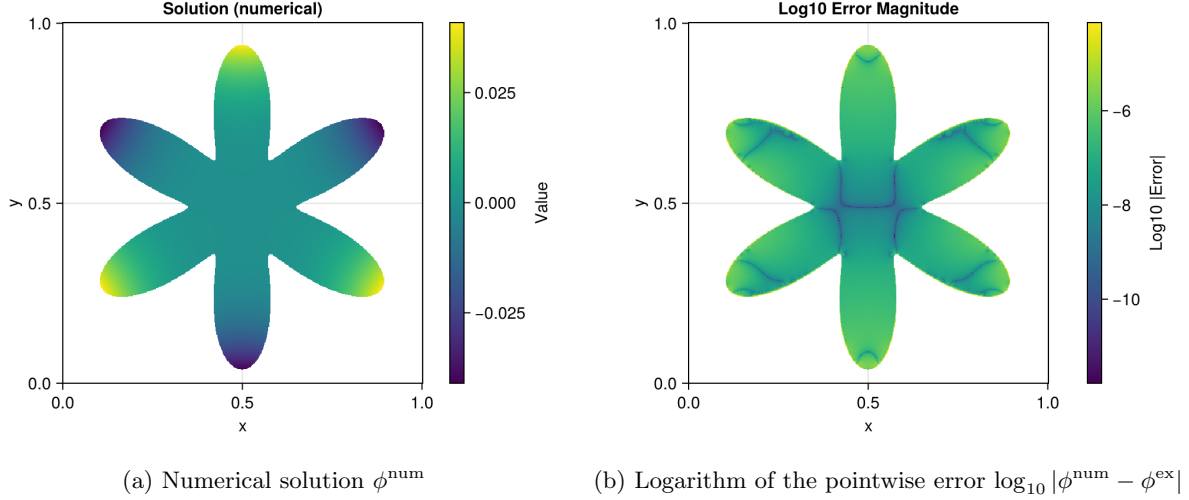 Solution (numerical)
1.0
0.5
0.0
y
0.0
0.5
1.0
x
0.025
0.000
−0.025
Value
Log10 Error Magnitude
1.0
0.5
0.0
y
0.0
0.5
1.0
x
−6
−8
−10
Log10 |Error|
(a) Numerical solution ϕ^num
(b) Logarithm of the pointwise error log₁₀ |ϕ^num − ϕ^ex|